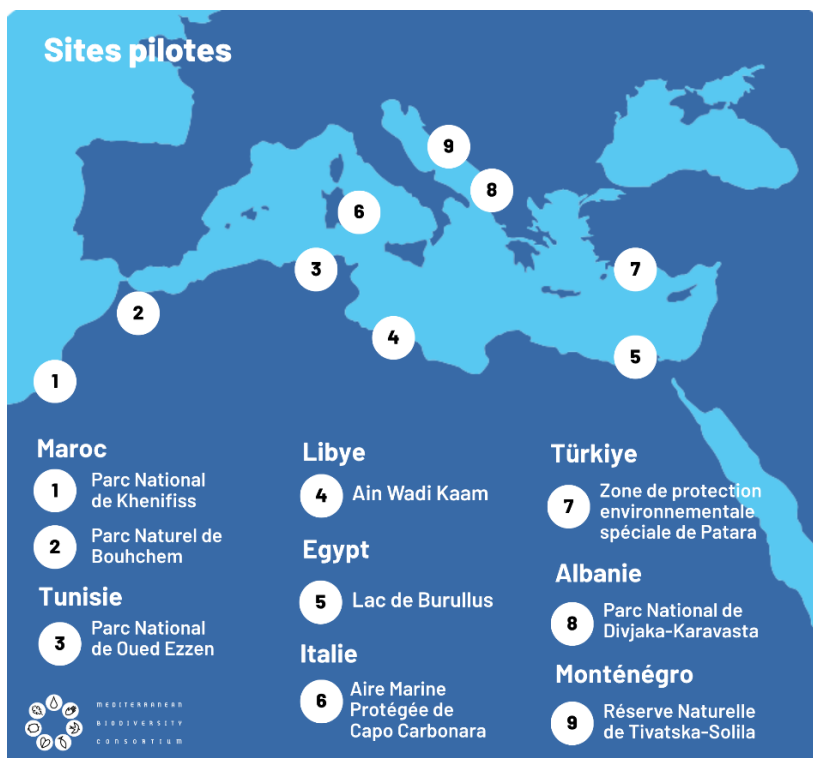 Sites pilotes
9
8
6
3
7
2
4
5
1
Maroc
1
Parc National
de Khenifiss
2
Parc Naturel de
Bouhchem
Tunisie
3
Parc National
de Oued Ezzen
Libye
4
Ain Wadi Kaam
Egypt
5
Lac de Burullus
Italie
6
Aire Marine
Protégée de
Capo Carbonara
Türkiye
7
Zone de protection
environnementale
spéciale de Patara
Albanie
8
Parc National de
Divjaka-Karavasta
Monténégro
9
Réserve Naturelle
de Tivatska-Solila
MEDITERRANEAN
BIODIVERSITY
CONSORTIUM